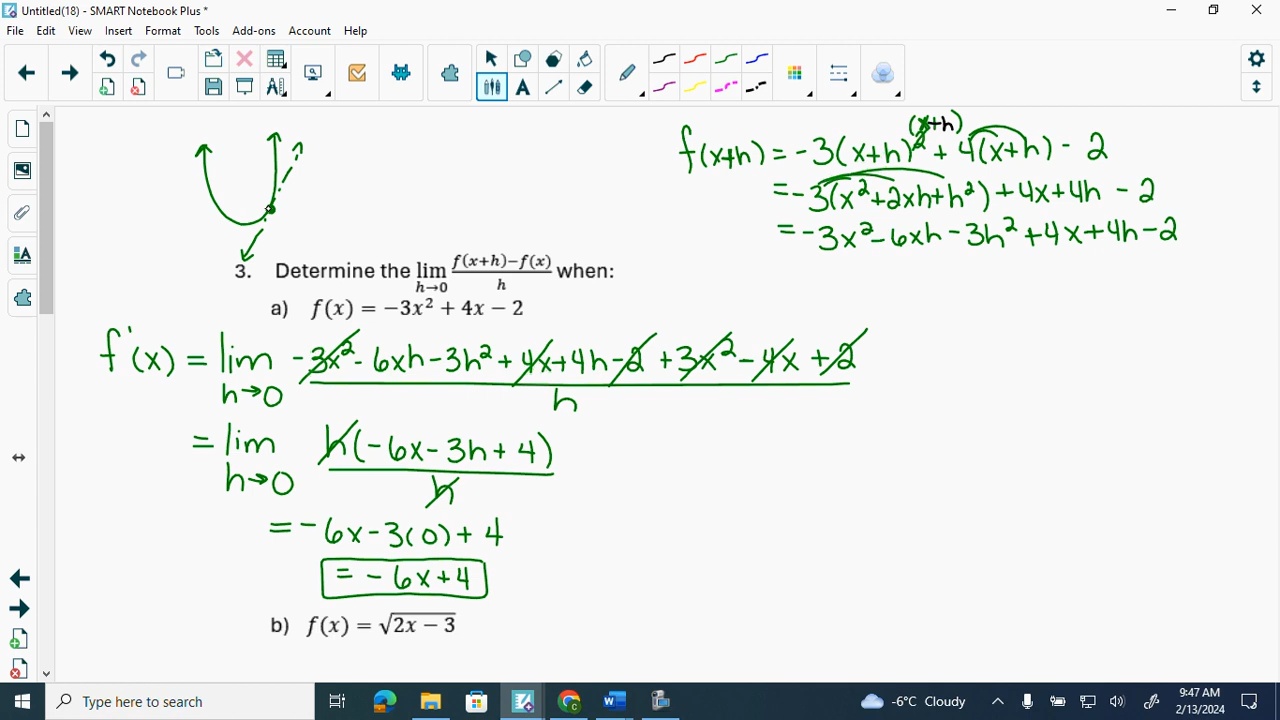 Untitled(18) - SMART Notebook Plus *
File Edit View Insert Format Tools Add-ons Account Help
(x+h)
f(x+h) = -3(x+h)² + 4(x+h) - 2
= -3(x²+2xh+h²) + 4x+4h - 2
= -3x² - 6xh - 3h² + 4x + 4h - 2
3. Determine the lim h→0 f(x+h)−f(x) / h when:
a) f(x) = −3x² + 4x − 2
f'(x) = lim h→0 -3x² - 6xh - 3h² + 4x + 4h - 2 + 3x² - 4x + 2 / h
= lim h→0 h(-6x - 3h + 4) / h
= -6x - 3(0) + 4
= - 6x + 4
b) f(x) = √2x − 3
Type here to search
-6°C Cloudy
9:47 AM
2/13/2024